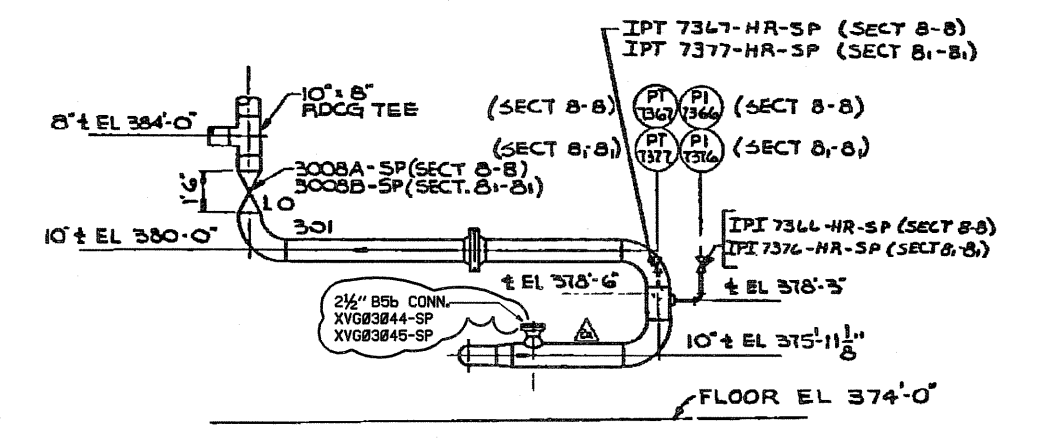 IPT 7367-HR-SP (SECT 8-8)
IPT 7377-HR-SP (SECT 8₁-8₁)
10" x 8"
RDCG TEE
(SECT 8-8)
PT
7367
PI
7366
(SECT 8-8)
8" ℄ EL 384'-0"
(SECT 8₁-8₁)
PT
7377
PI
7376
(SECT 8₁-8₁)
3008A-SP (SECT 8-8)
3008B-SP (SECT. 8₁-8₁)
1'6"
LO
301
10" ℄ EL 380'-0"
IPI 7366-HR-SP (SECT 8-8)
IPI 7376-HR-SP (SECT 8₁-8₁)
℄ EL 378'-6"
℄ EL 378'-3"
2½" B5b CONN.
XVG03044-SP
XVG03045-SP
10" ℄ EL 375'-11⅛"
FLOOR EL 374'-0"